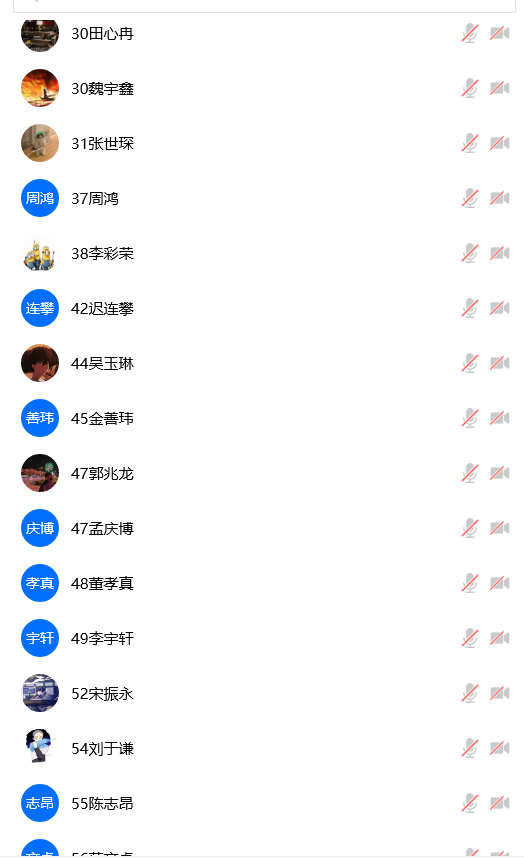 30田心冉
30魏宇鑫
31张世琛
周鸿 37周鸿
38李彩荣
连攀 42迟连攀
44吴玉琳
善玮 45金善玮
47郭兆龙
庆博 47孟庆博
孝真 48董孝真
宇轩 49李宇轩
52宋振永
54刘于谦
志昂 55陈志昂